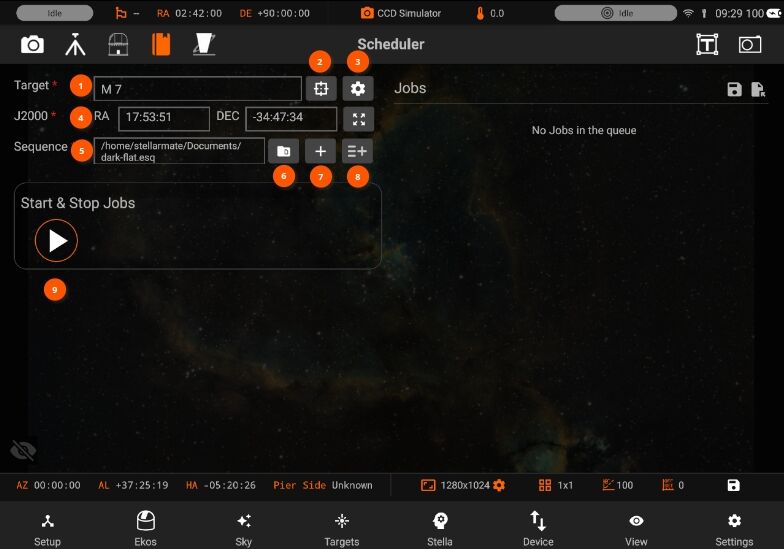 Idle
–
RA 02:42:00
DE +90:00:00
CCD Simulator
0.0
Idle
09:29 100
Scheduler
T
Target *
1
M 7
2
3
J2000 *
4
RA
17:53:51
DEC
-34:47:34
Sequence
5
/home/stellarmate/Documents/
dark-flat.esq
6
7
8
Start & Stop Jobs
9
Jobs
No Jobs in the queue
AZ 00:00:00
AL +37:25:19
HA -05:20:26
Pier Side Unknown
1280x1024
1x1
100
0
Setup
Ekos
Sky
Targets
Stella
Device
View
Settings